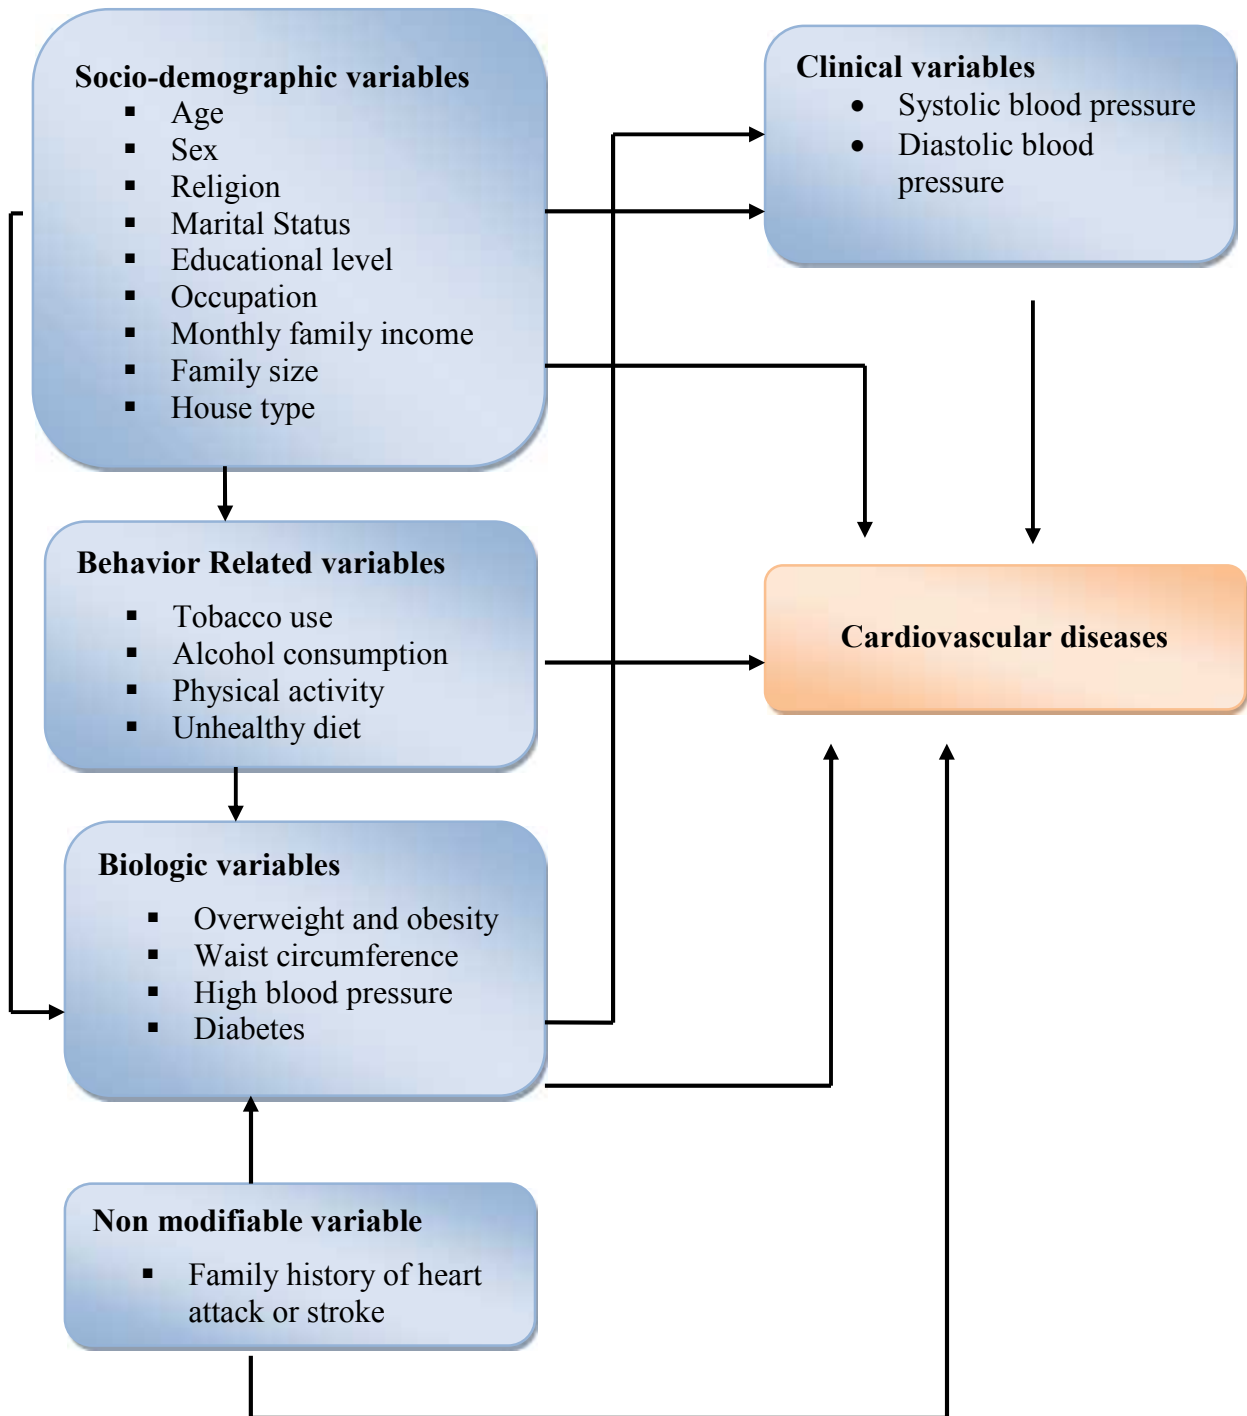 Socio-demographic variables
▪ Age
▪ Sex
▪ Religion
▪ Marital Status
▪ Educational level
▪ Occupation
▪ Monthly family income
▪ Family size
▪ House type
Clinical variables
• Systolic blood pressure
• Diastolic blood
pressure
Behavior Related variables
▪ Tobacco use
▪ Alcohol consumption
▪ Physical activity
▪ Unhealthy diet
Cardiovascular diseases
Biologic variables
▪ Overweight and obesity
▪ Waist circumference
▪ High blood pressure
▪ Diabetes
Non modifiable variable
▪ Family history of heart
attack or stroke